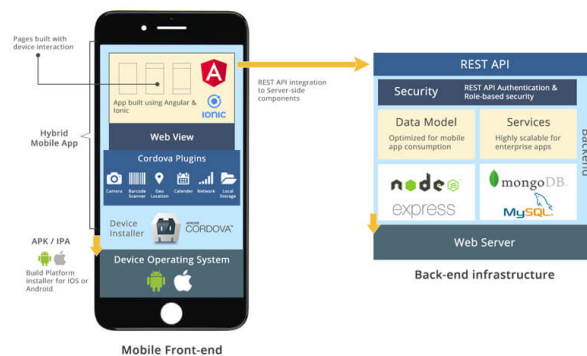 Pages built with
device interaction
App built using Angular &
Ionic
IONIC
Web View
Hybrid
Mobile App
Cordova Plugins
Camera
Barcode
Scanner
Geo
Location
Calender
Network
Local
Storage
Device
Installer
CORDOVA™
APK / IPA
Build Platform
installer for IOS or
Android
Device Operating System
Mobile Front-end
REST API integration
to Server-side
components
REST API
Security
REST API Authentication &
Role-based security
Data Model
Optimized for mobile
app consumption
Services
Highly scalable for
enterprise apps
Backend
node
express
mongoDB
MySQL
Web Server
Back-end infrastructure